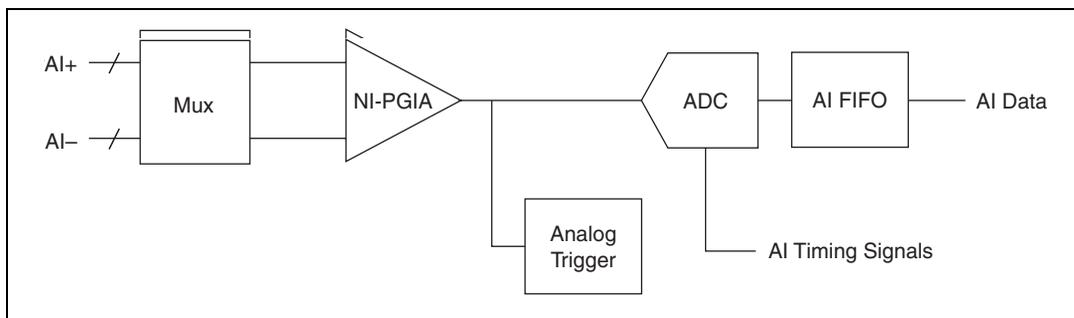 AI+
Mux
NI-PGIA
ADC
AI FIFO
AI Data
AI–
Analog
Trigger
AI Timing Signals